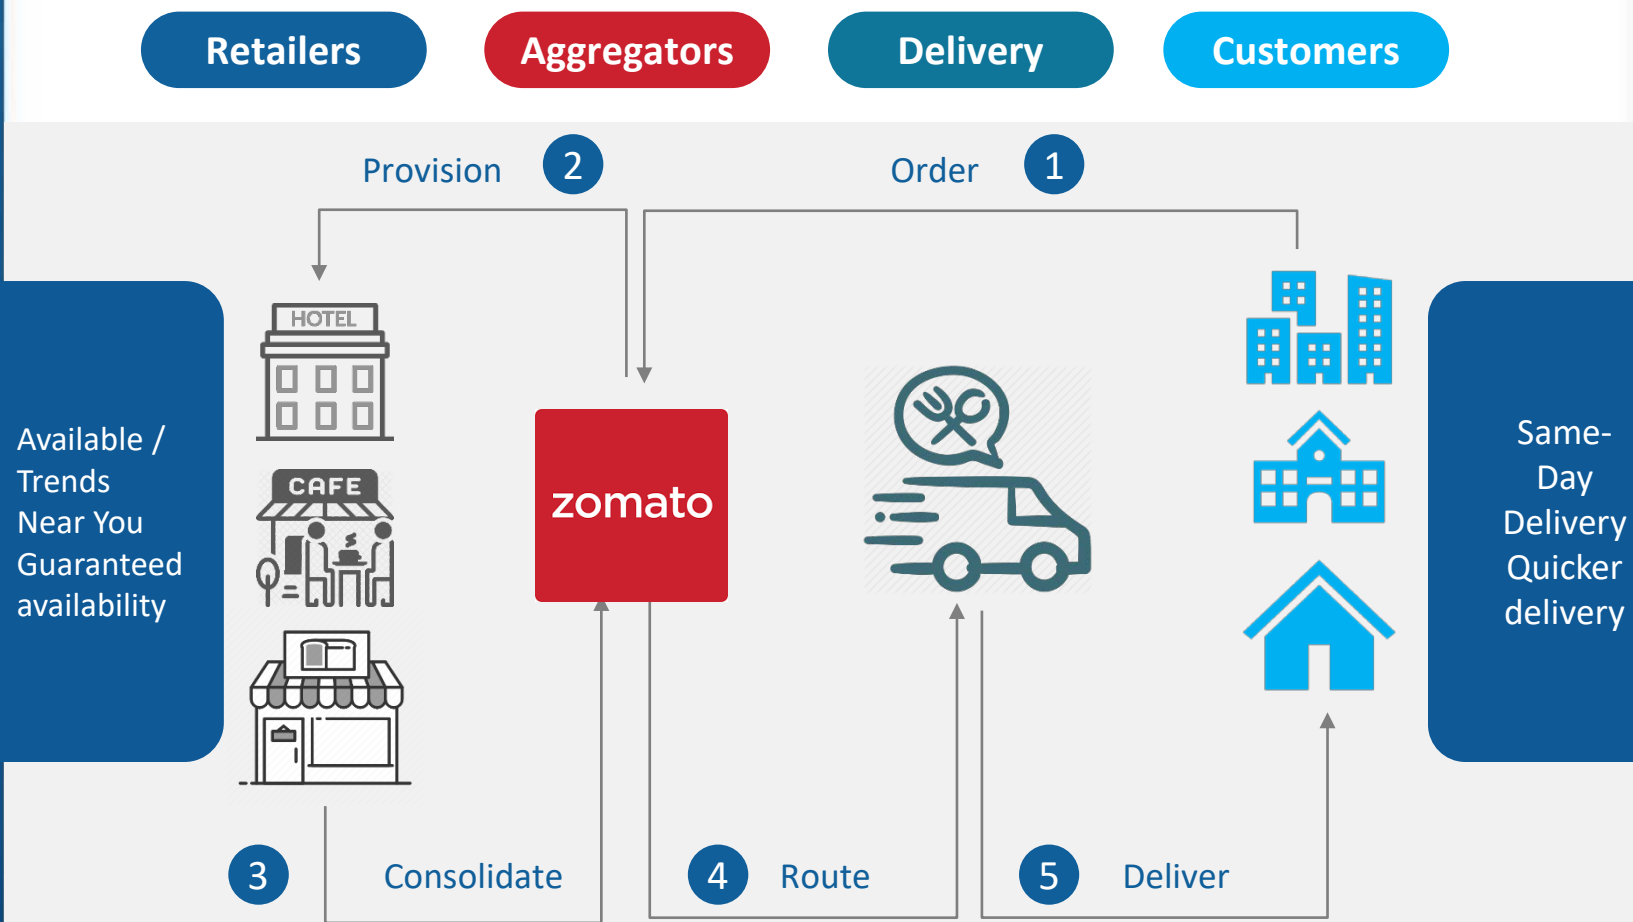 Retailers
Aggregators
Delivery
Customers
Provision 2
Order 1
HOTEL
CAFE
zomato
Available /
Trends
Near You
Guaranteed
availability
Same-
Day
Delivery
Quicker
delivery
3 Consolidate
4 Route
5 Deliver